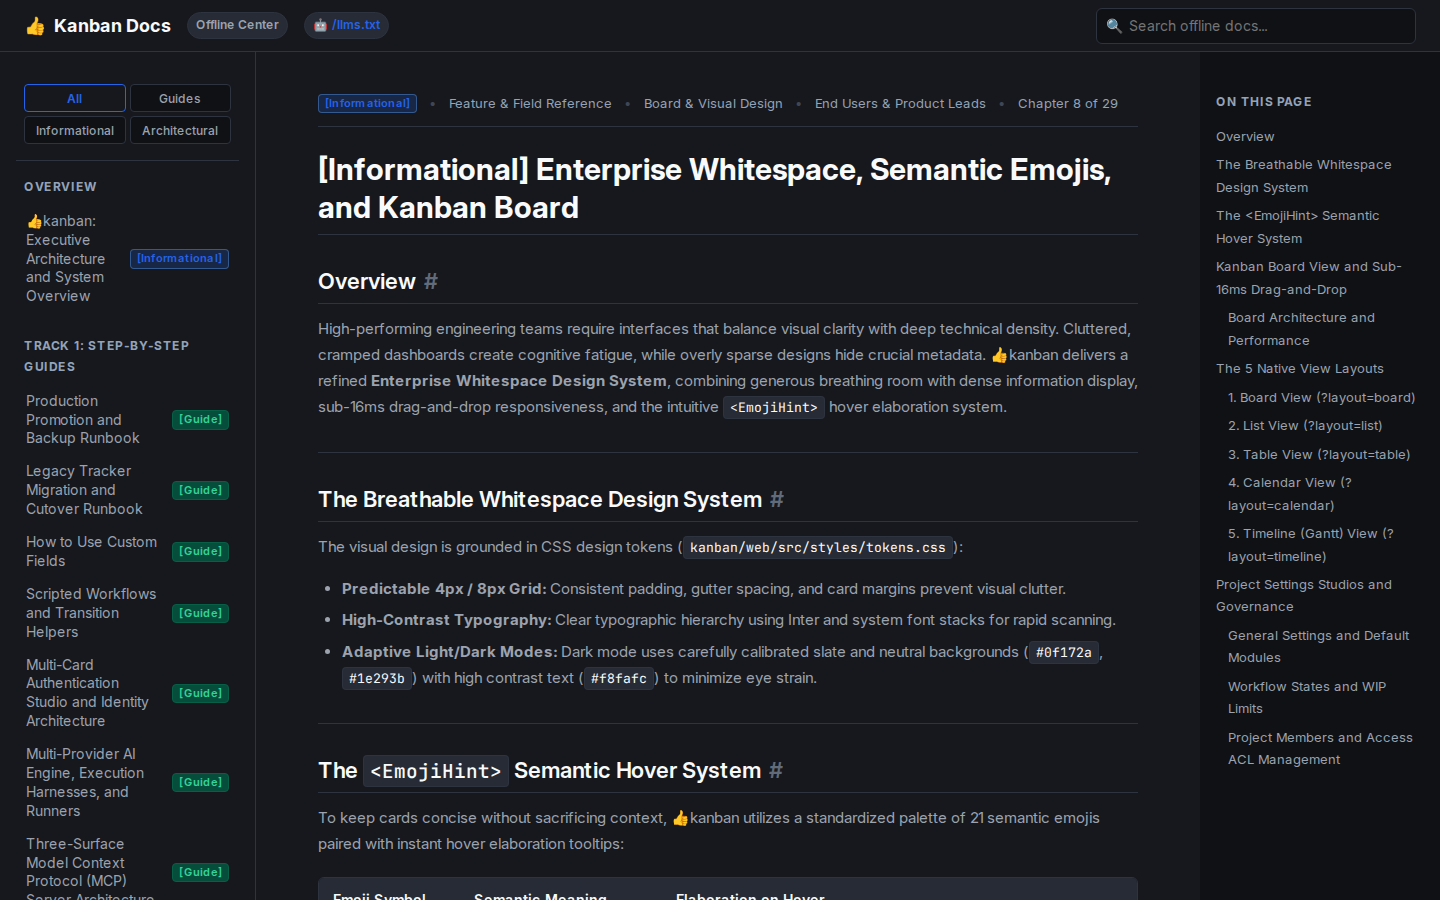 👍 Kanban Docs
Offline Center
🤖 /llms.txt
🔍 Search offline docs...
All
Guides
Informational
Architectural
OVERVIEW
👍kanban:
Executive
Architecture
and System
Overview
[Informational]
TRACK 1: STEP-BY-STEP
GUIDES
Production
Promotion and
Backup Runbook
[Guide]
Legacy Tracker
Migration and
Cutover Runbook
[Guide]
How to Use Custom
Fields
[Guide]
Scripted Workflows
and Transition
Helpers
[Guide]
Multi-Card
Authentication
Studio and Identity
Architecture
[Guide]
Multi-Provider AI
Engine, Execution
Harnesses, and
Runners
[Guide]
Three-Surface
Model Context
Protocol (MCP)
Server Architecture
[Guide]
[Informational] • Feature & Field Reference • Board & Visual Design • End Users & Product Leads • Chapter 8 of 29
[Informational] Enterprise Whitespace, Semantic Emojis,
and Kanban Board
Overview #
High-performing engineering teams require interfaces that balance visual clarity with deep technical density. Cluttered,
cramped dashboards create cognitive fatigue, while overly sparse designs hide crucial metadata. 👍kanban delivers a
refined Enterprise Whitespace Design System, combining generous breathing room with dense information display,
sub-16ms drag-and-drop responsiveness, and the intuitive <EmojiHint> hover elaboration system.
The Breathable Whitespace Design System #
The visual design is grounded in CSS design tokens (kanban/web/src/styles/tokens.css):
• Predictable 4px / 8px Grid: Consistent padding, gutter spacing, and card margins prevent visual clutter.
• High-Contrast Typography: Clear typographic hierarchy using Inter and system font stacks for rapid scanning.
• Adaptive Light/Dark Modes: Dark mode uses carefully calibrated slate and neutral backgrounds (#0f172a,
#1e293b) with high contrast text (#f8fafc) to minimize eye strain.
The <EmojiHint> Semantic Hover System #
To keep cards concise without sacrificing context, 👍kanban utilizes a standardized palette of 21 semantic emojis
paired with instant hover elaboration tooltips:
Emoji Symbol
Semantic Meaning
Elaboration on Hover
ON THIS PAGE
Overview
The Breathable Whitespace
Design System
The <EmojiHint> Semantic
Hover System
Kanban Board View and Sub-
16ms Drag-and-Drop
Board Architecture and
Performance
The 5 Native View Layouts
1. Board View (?layout=board)
2. List View (?layout=list)
3. Table View (?layout=table)
4. Calendar View (?
layout=calendar)
5. Timeline (Gantt) View (?
layout=timeline)
Project Settings Studios and
Governance
General Settings and Default
Modules
Workflow States and WIP
Limits
Project Members and Access
ACL Management